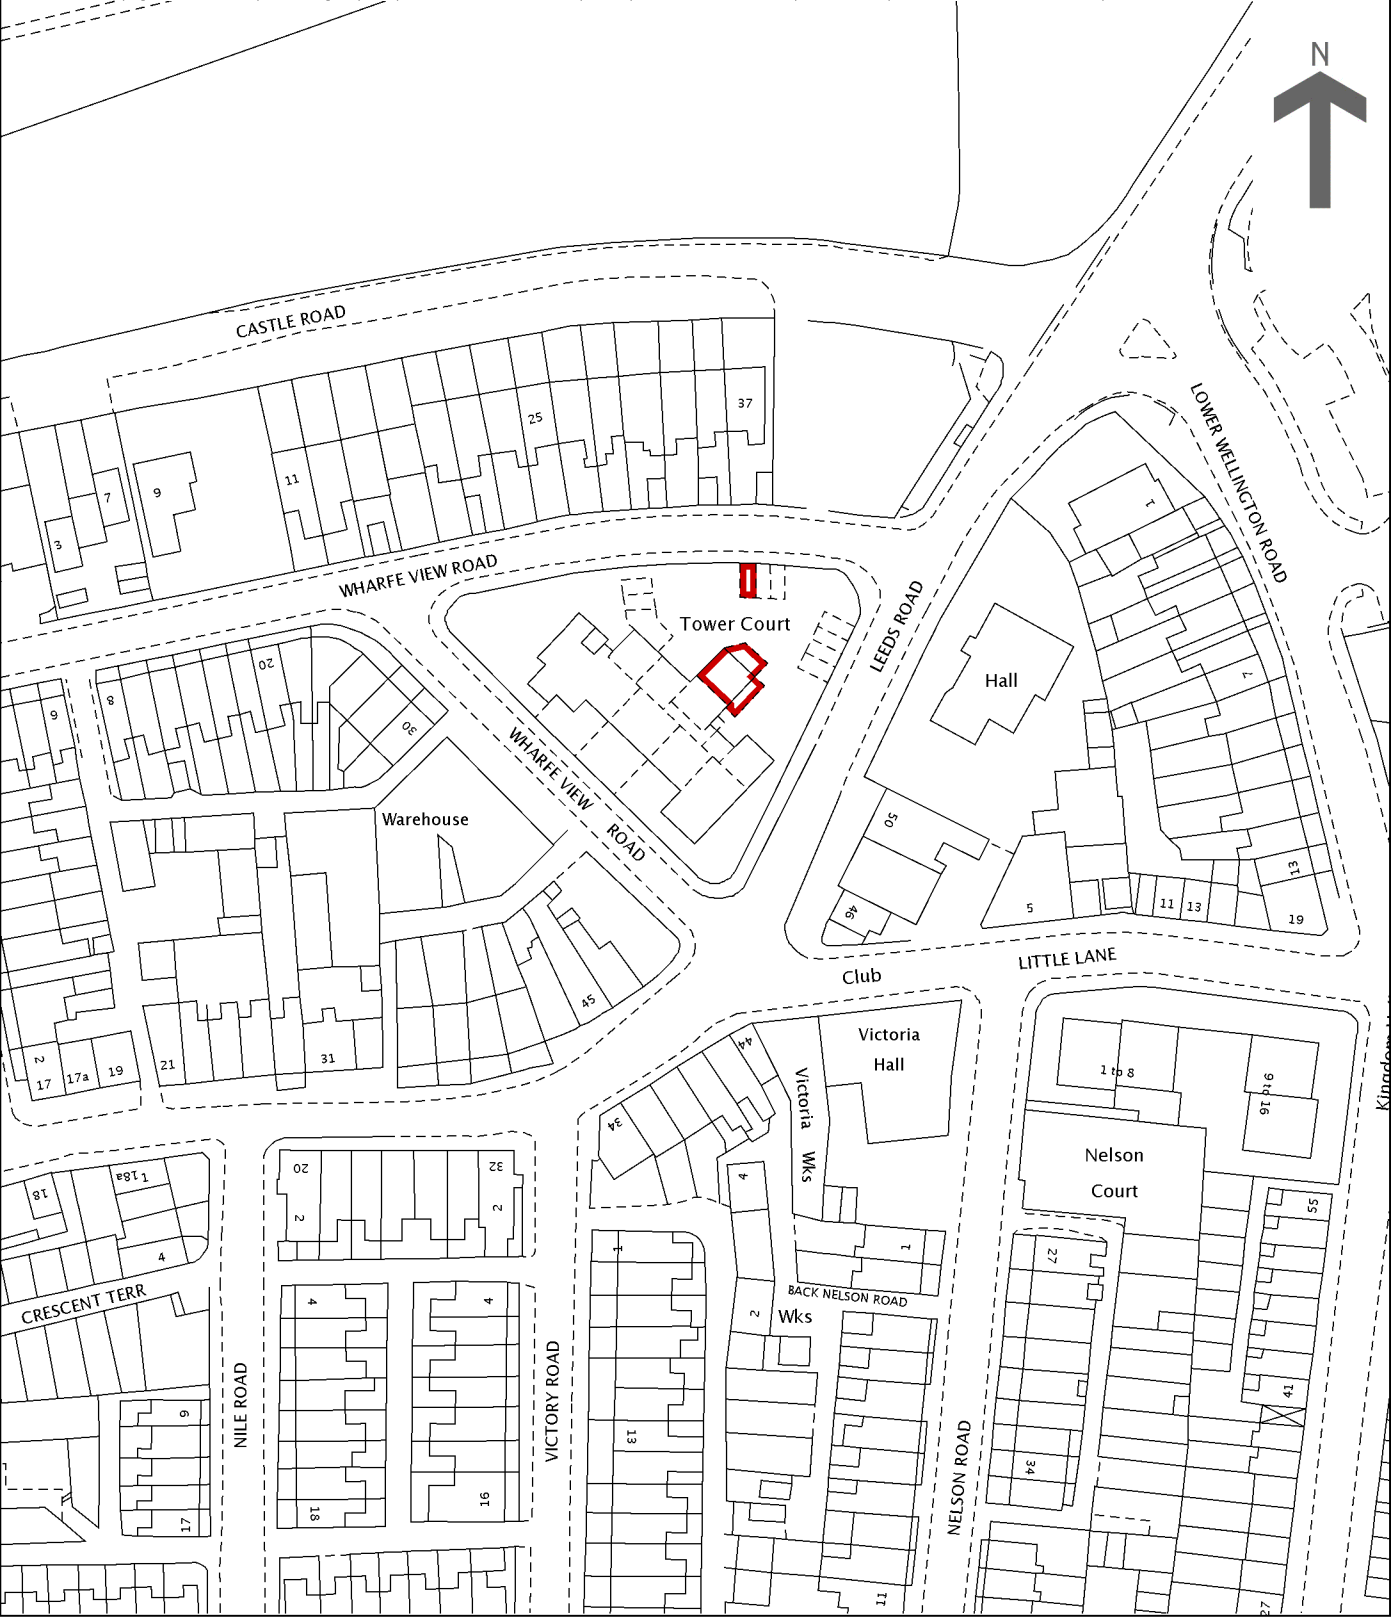 N
CASTLE ROAD
37
25
11
7
9
3
1
LOWER WELLINGTON ROAD
WHARFE VIEW ROAD
Tower Court
LEEDS ROAD
Hall
7
20
8
30
9
WHARFE VIEW
ROAD
Warehouse
50
46
5
11
13
13
19
LITTLE LANE
Club
45
Victoria
Hall
44
Victoria
Wks
34
31
21
2
17
17a
19
1 to 8
9 to 16
Nelson
Court
20
32
2
2
18
118a
4
4
1
1
27
55
CRESCENT TERR
BACK NELSON ROAD
2
Wks
4
4
NILE ROAD
VICTORY ROAD
NELSON ROAD
41
9
13
34
18
16
17
11
27